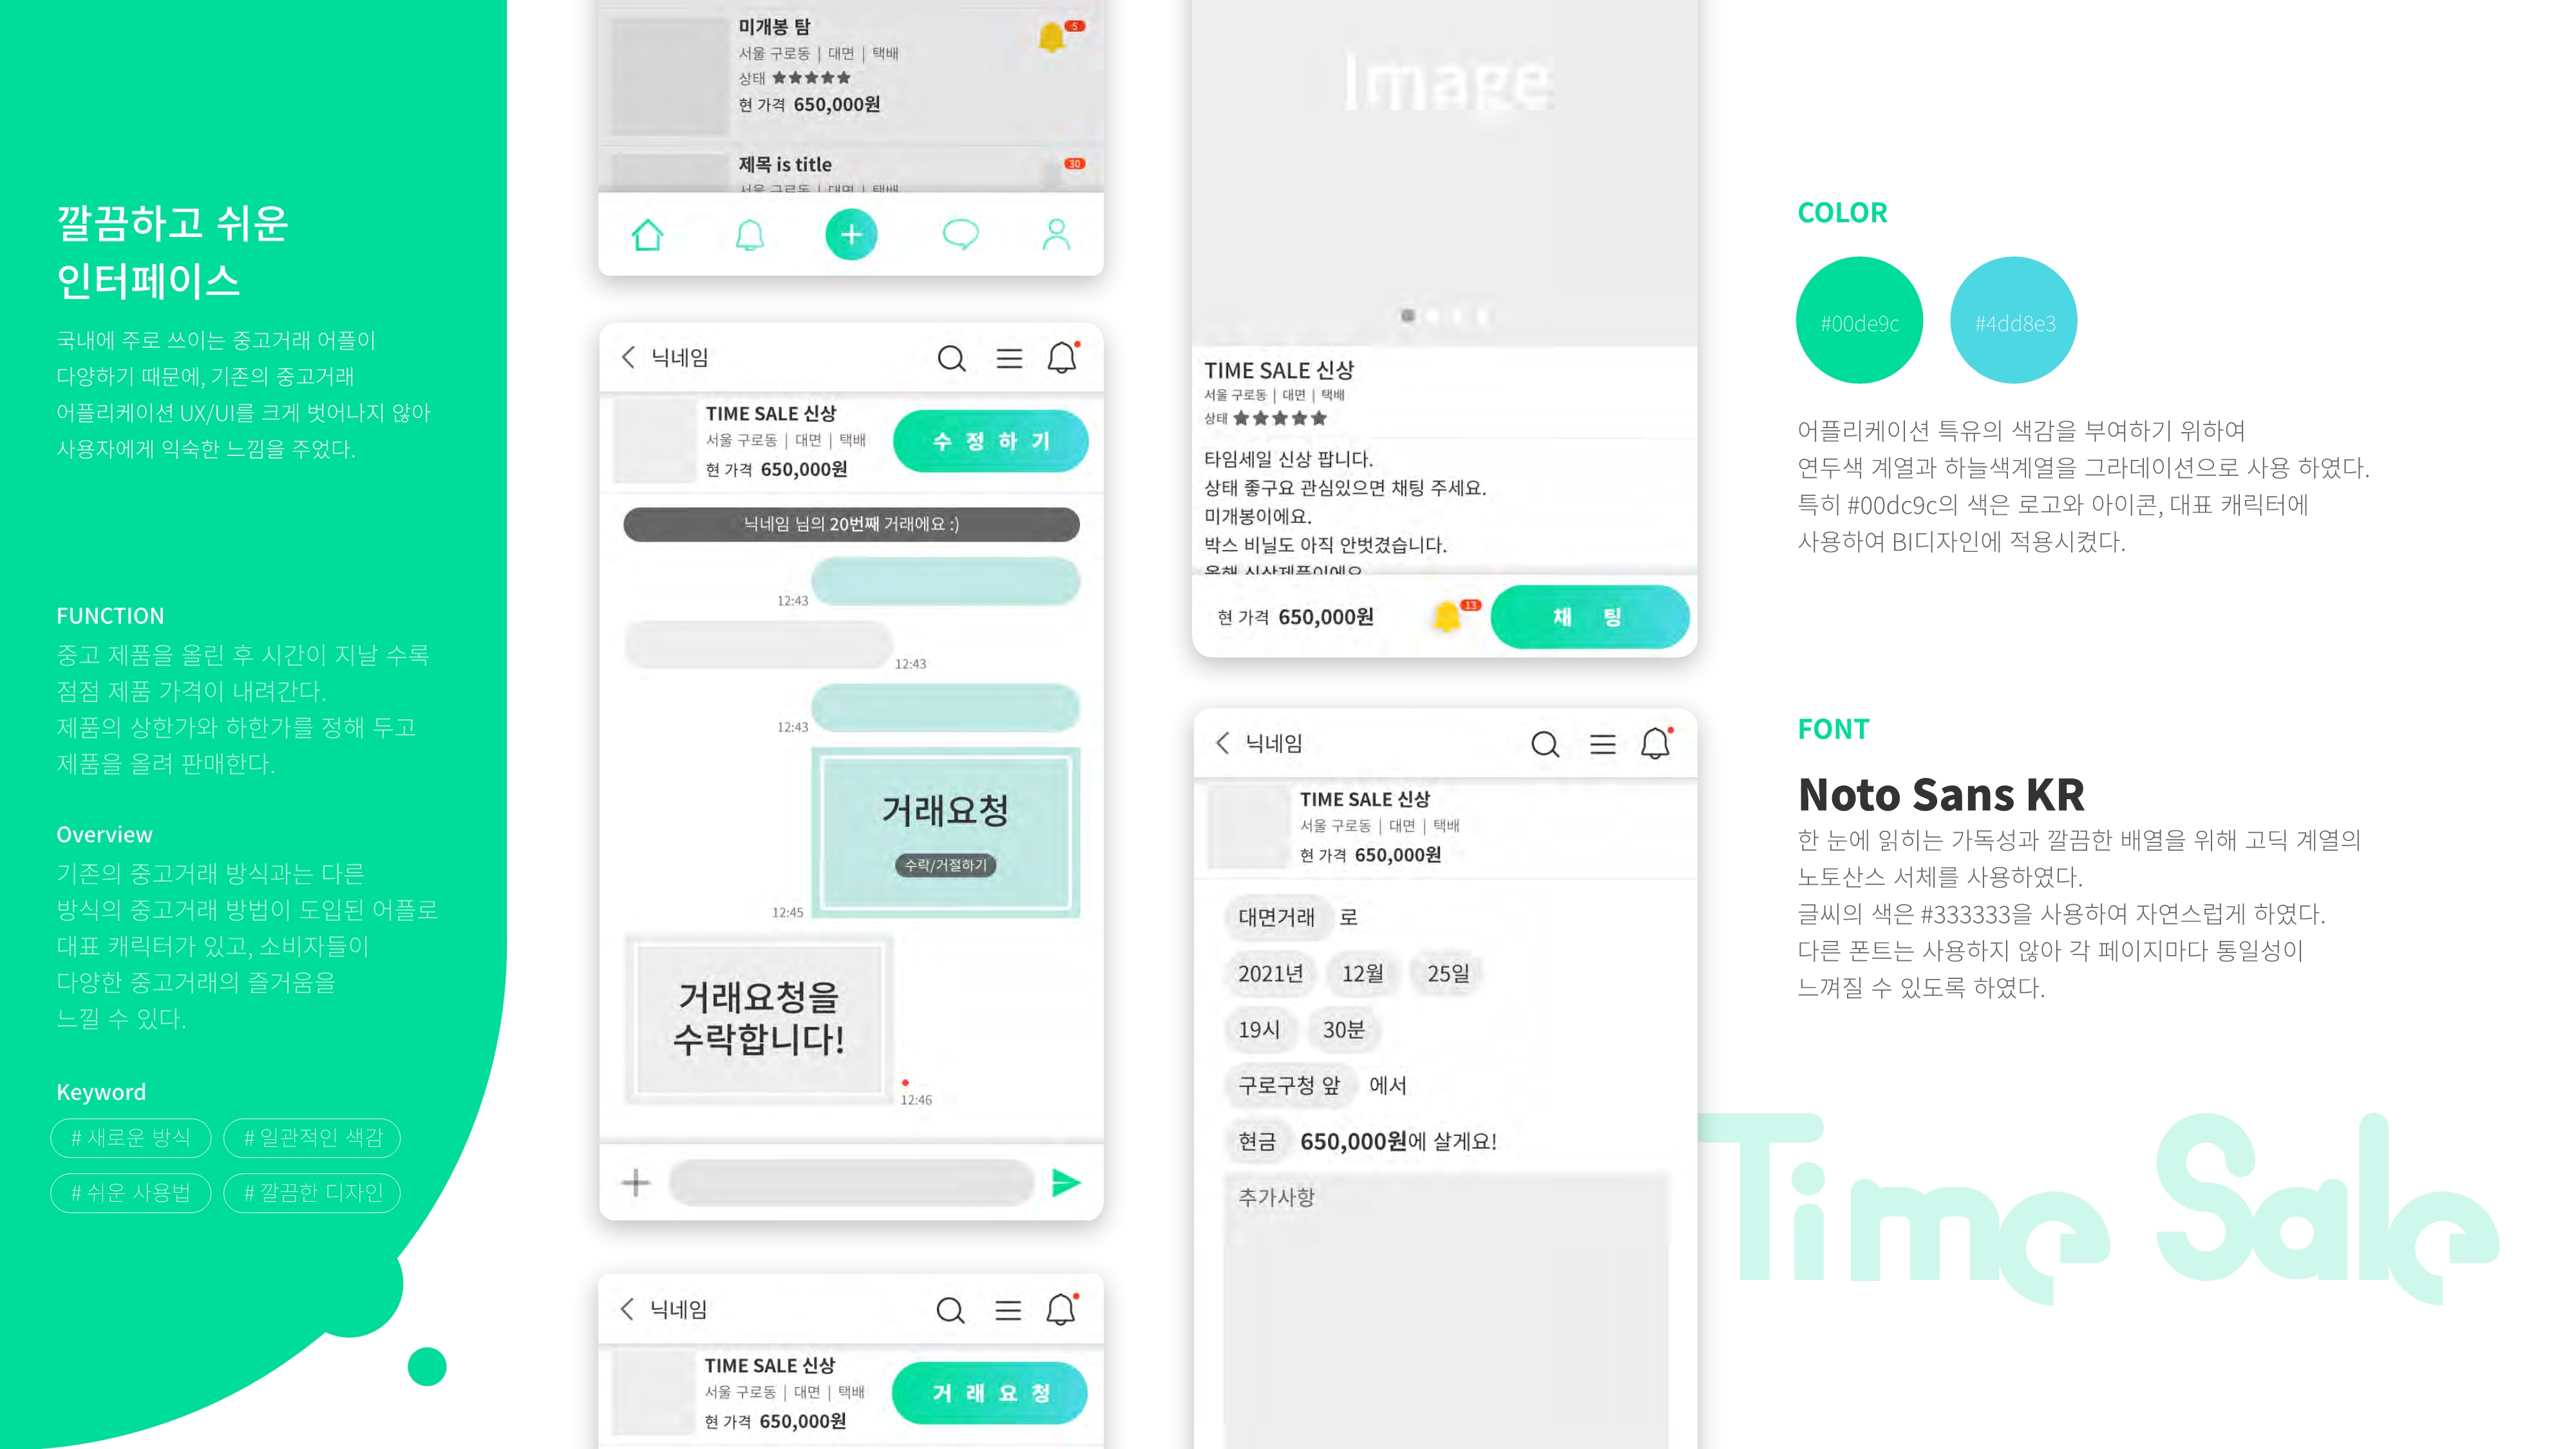 깔끔하고 쉬운
인터페이스
국내에 주로 쓰이는 중고거래 어플이
다양하기 때문에, 기존의 중고거래
어플리케이션 UX/UI를 크게 벗어나지 않아
사용자에게 익숙한 느낌을 주었다.
FUNCTION
중고 제품을 올린 후 시간이 지날 수록
점점 제품 가격이 내려간다.
제품의 상한가와 하한가를 정해 두고
제품을 올려 판매한다.
Overview
기존의 중고거래 방식과는 다른
방식의 중고거래 방법이 도입된 어플로
대표 캐릭터가 있고, 소비자들이
다양한 중고거래의 즐거움을
느낄 수 있다.
Keyword
# 새로운 방식 # 일관적인 색감
# 쉬운 사용법 # 깔끔한 디자인
미개봉 탐
5
서울 구로동 | 대면 | 택배
상태 ★★★★★
현 가격 650,000원
제목 is title
30
서울 구로동 | 대면 | 택배
닉네임
TIME SALE 신상
서울 구로동 | 대면 | 택배
현 가격 650,000원
수 정 하 기
닉네임 님의 20번째 거래에요 :)
12:43
12:43
12:43
거래요청
수락/거절하기
12:45
거래요청을
수락합니다!
12:46
닉네임
TIME SALE 신상
서울 구로동 | 대면 | 택배
현 가격 650,000원
거 래 요 청
Image
TIME SALE 신상
서울 구로동 | 대면 | 택배
상태 ★★★★★
타임세일 신상 팝니다.
상태 좋구요 관심있으면 채팅 주세요.
미개봉이에요.
박스 비닐도 아직 안벗겼습니다.
올해 신상제품이에요
현 가격 650,000원
13
채 팅
닉네임
TIME SALE 신상
서울 구로동 | 대면 | 택배
현 가격 650,000원
대면거래 로
2021년 12월 25일
19시 30분
구로구청 앞 에서
현금 650,000원에 살게요!
추가사항
COLOR
#00de9c #4dd8e3
어플리케이션 특유의 색감을 부여하기 위하여
연두색 계열과 하늘색계열을 그라데이션으로 사용 하였다.
특히 #00dc9c의 색은 로고와 아이콘, 대표 캐릭터에
사용하여 BI디자인에 적용시켰다.
FONT
Noto Sans KR
한 눈에 읽히는 가독성과 깔끔한 배열을 위해 고딕 계열의
노토산스 서체를 사용하였다.
글씨의 색은 #333333을 사용하여 자연스럽게 하였다.
다른 폰트는 사용하지 않아 각 페이지마다 통일성이
느껴질 수 있도록 하였다.
Time Sale